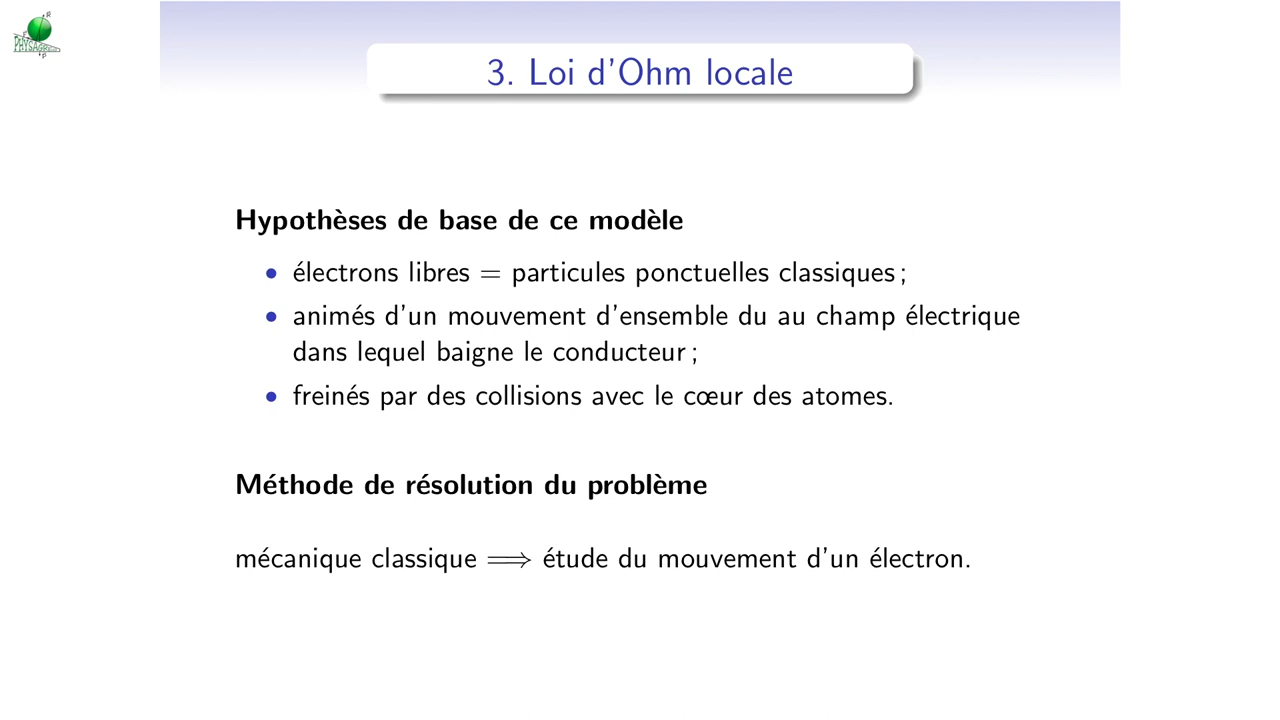 PHYSAGREG
3. Loi d'Ohm locale
Hypothèses de base de ce modèle
• électrons libres = particules ponctuelles classiques ;
• animés d'un mouvement d'ensemble du au champ électrique
dans lequel baigne le conducteur ;
• freinés par des collisions avec le cœur des atomes.
Méthode de résolution du problème
mécanique classique ⟹ étude du mouvement d'un électron.